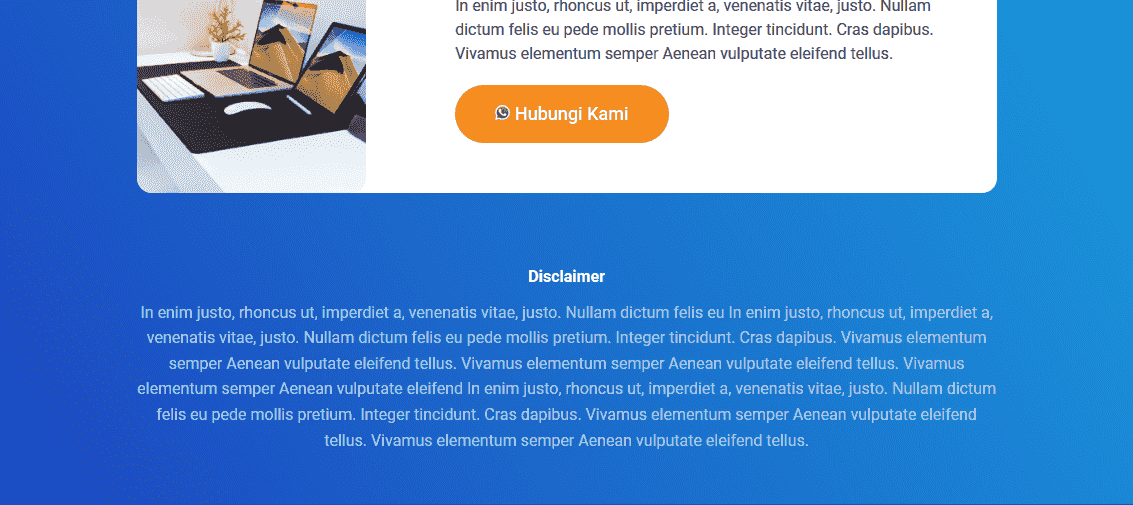 In enim justo, rhoncus ut, imperdiet a, venenatis vitae, justo. Nullam
dictum felis eu pede mollis pretium. Integer tincidunt. Cras dapibus.
Vivamus elementum semper Aenean vulputate eleifend tellus.
Hubungi Kami
Disclaimer
In enim justo, rhoncus ut, imperdiet a, venenatis vitae, justo. Nullam dictum felis eu In enim justo, rhoncus ut, imperdiet a,
venenatis vitae, justo. Nullam dictum felis eu pede mollis pretium. Integer tincidunt. Cras dapibus. Vivamus elementum
semper Aenean vulputate eleifend tellus. Vivamus elementum semper Aenean vulputate eleifend tellus. Vivamus
elementum semper Aenean vulputate eleifend In enim justo, rhoncus ut, imperdiet a, venenatis vitae, justo. Nullam dictum
felis eu pede mollis pretium. Integer tincidunt. Cras dapibus. Vivamus elementum semper Aenean vulputate eleifend
tellus. Vivamus elementum semper Aenean vulputate eleifend tellus.